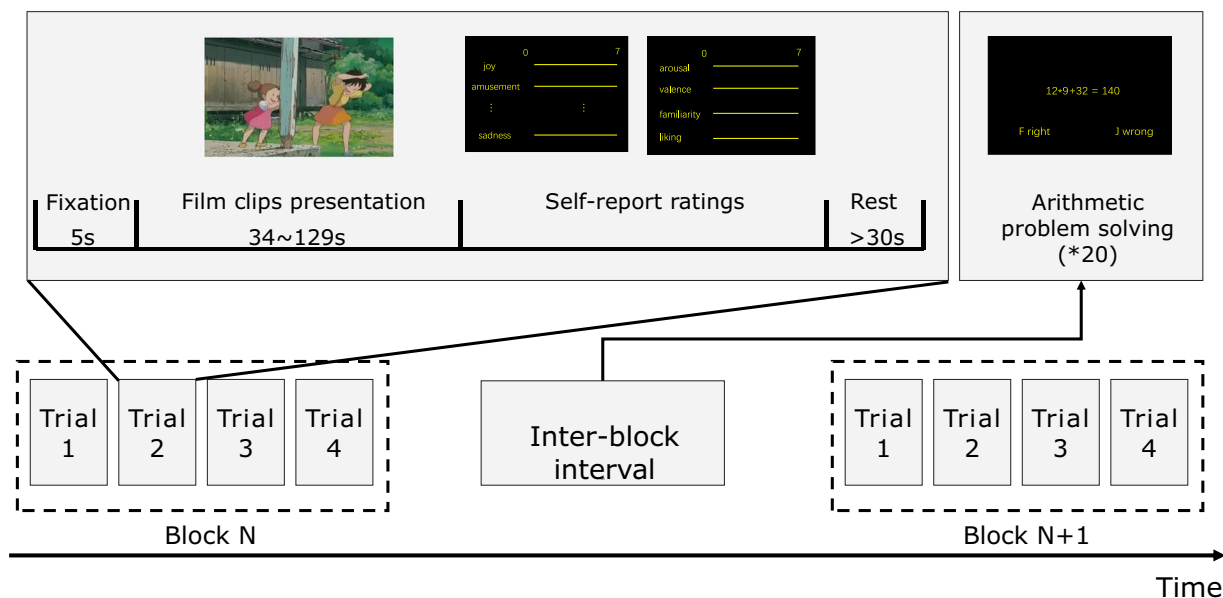 0 7
joy
amusement
⋮ ⋮
sadness
0 7
arousal
valence
familiarity
liking
12*9+32 = 140
F right J wrong
Fixation
5s
Film clips presentation
34~129s
Self-report ratings
Rest
>30s
Arithmetic
problem solving
(*20)
Trial
1
Trial
2
Trial
3
Trial
4
Block N
Inter-block
interval
Trial
1
Trial
2
Trial
3
Trial
4
Block N+1
Time